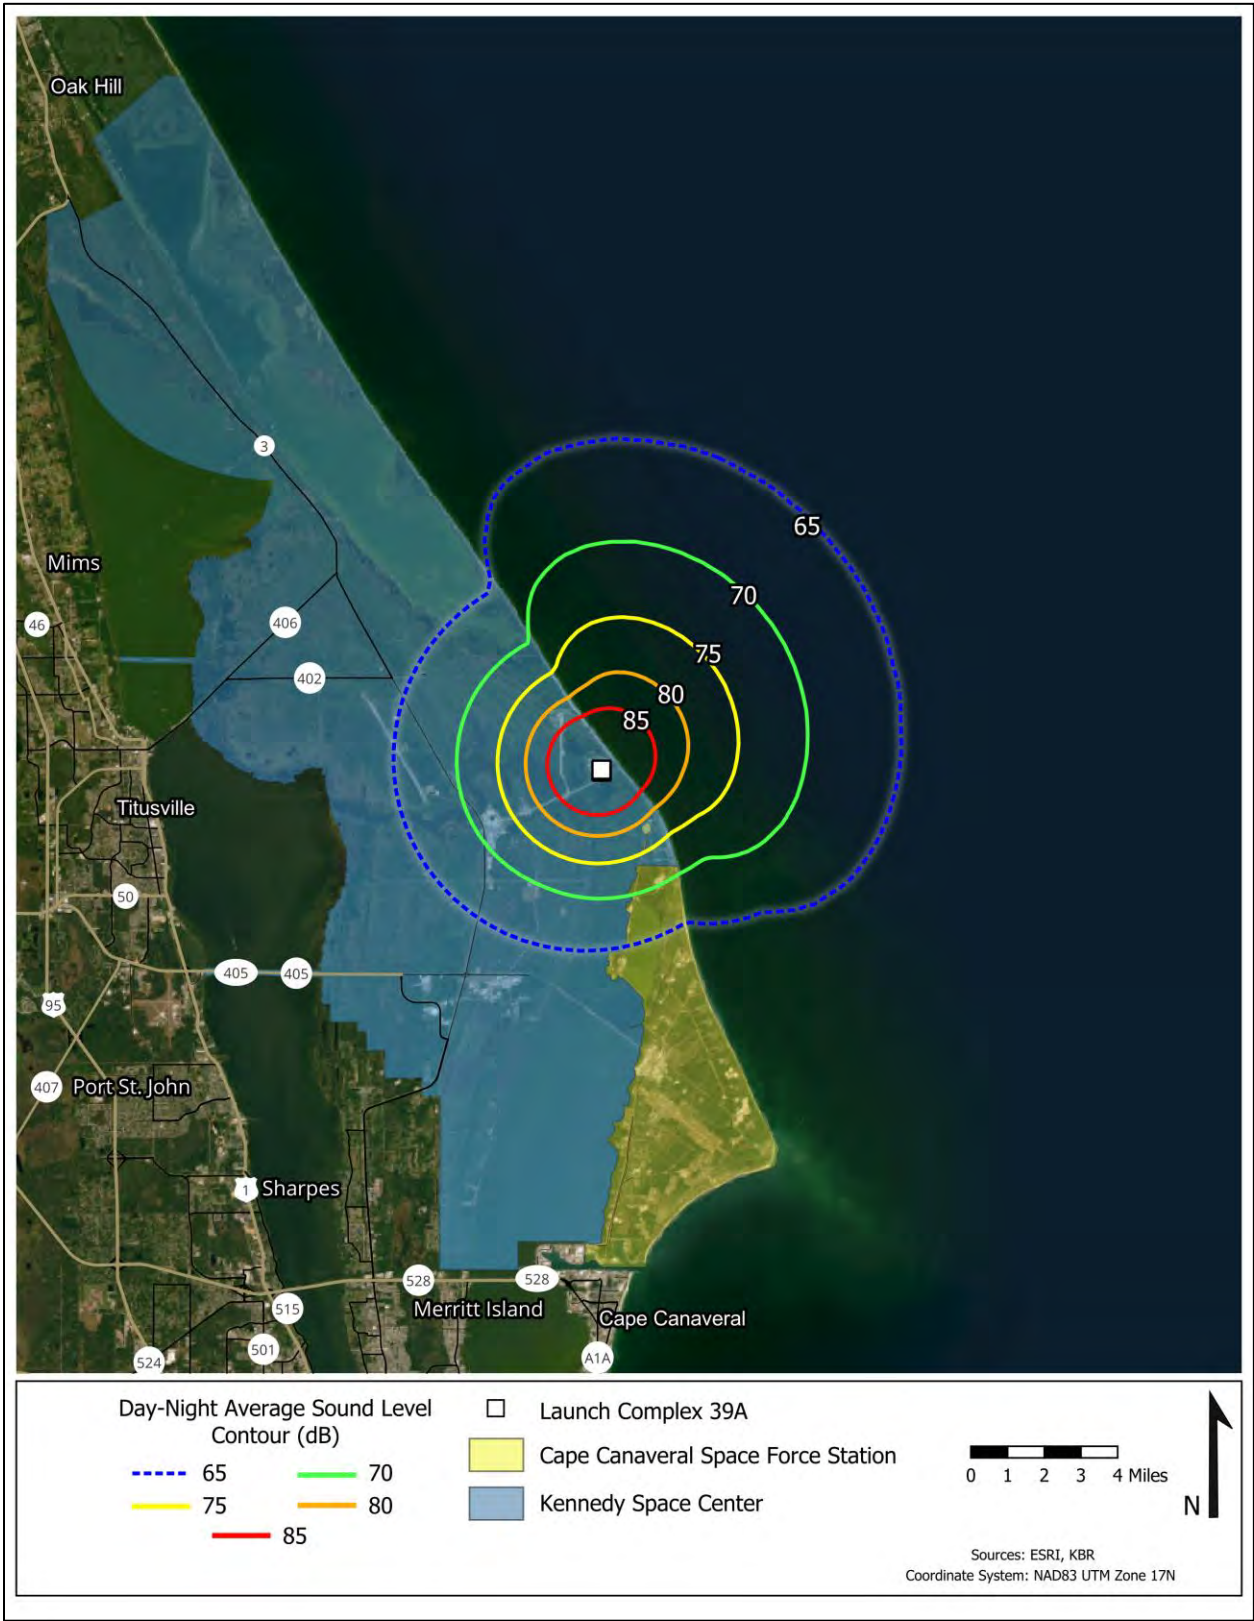 Oak Hill
3
65
Mims
70
46
406
75
402
80
85
Titusville
50
405
405
95
407
Port St. John
1
Sharpes
528
528
Merritt Island
515
Cape Canaveral
501
524
A1A
Day-Night Average Sound Level
Contour (dB)
65
70
75
80
85
Launch Complex 39A
Cape Canaveral Space Force Station
Kennedy Space Center
0 1 2 3 4 Miles
N
Sources: ESRI, KBR
Coordinate System: NAD83 UTM Zone 17N